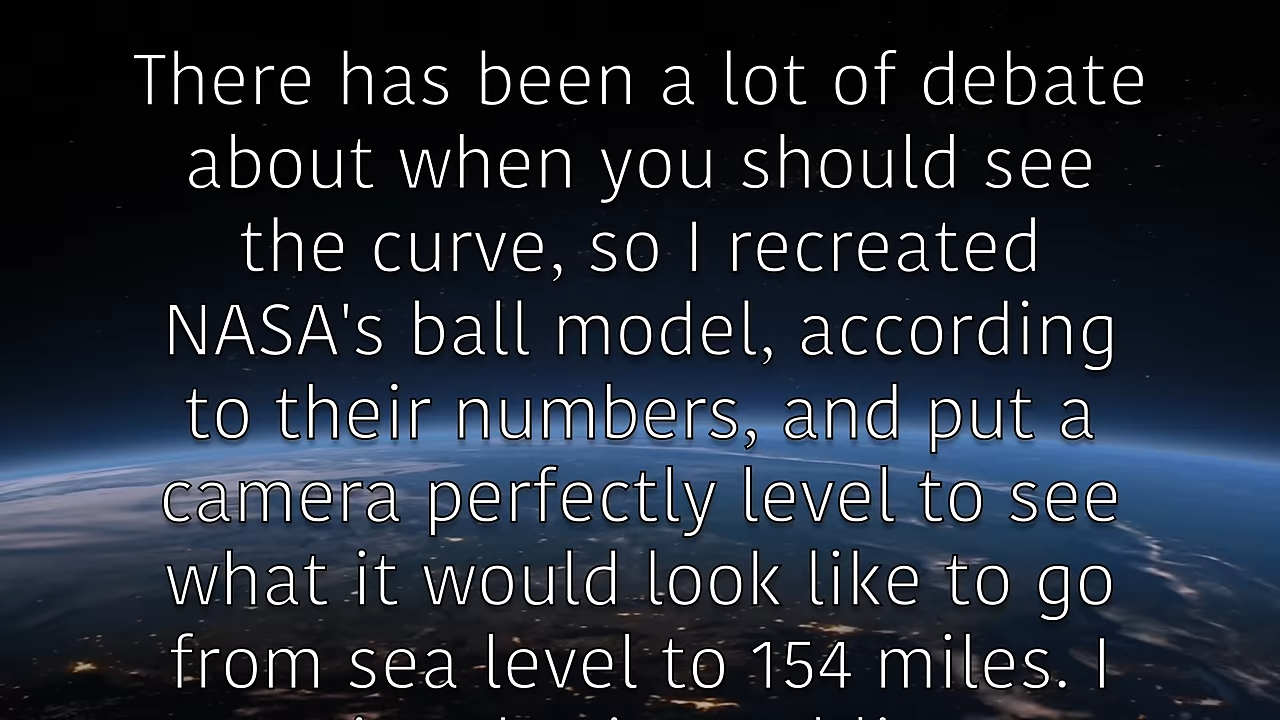 There has been a lot of debate
about when you should see
the curve, so I recreated
NASA's ball model, according
to their numbers, and put a
camera perfectly level to see
what it would look like to go
from sea level to 154 miles. I